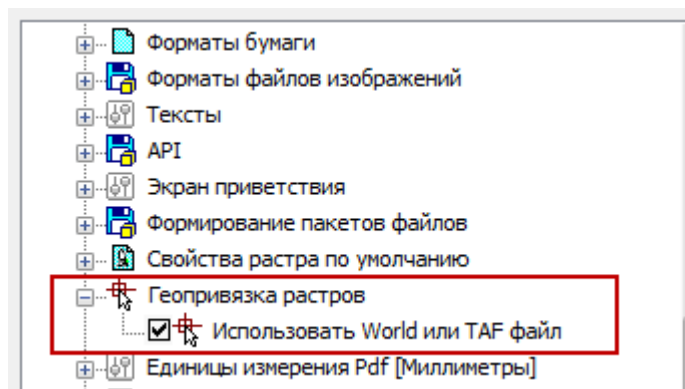 Форматы бумаги
Форматы файлов изображений
Тексты
API
Экран приветствия
Формирование пакетов файлов
Свойства растра по умолчанию
Геопривязка растров
Использовать World или TAF файл
Единицы измерения Pdf [Миллиметры]